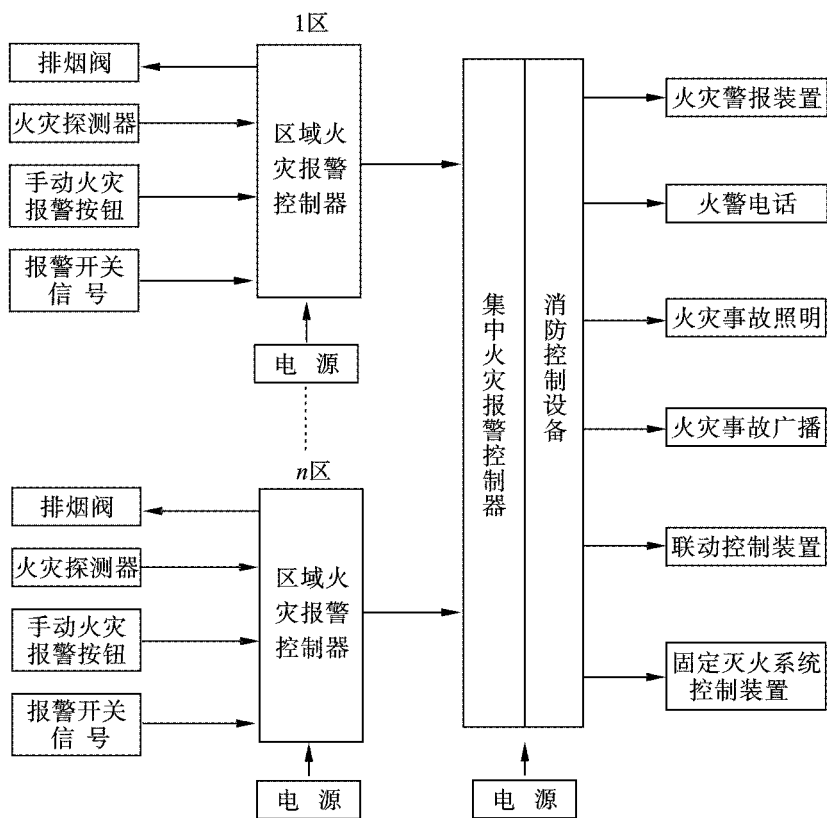 1区
排烟阀
火灾探测器
手动火灾
报警按钮
报警开关
信 号
区域火
灾报警
控制器
电 源
n区
排烟阀
火灾探测器
手动火灾
报警按钮
报警开关
信 号
区域火
灾报警
控制器
电 源
集中火灾报警控制器
消防控制设备
电 源
火灾警报装置
火警电话
火灾事故照明
火灾事故广播
联动控制装置
固定灭火系统
控制装置